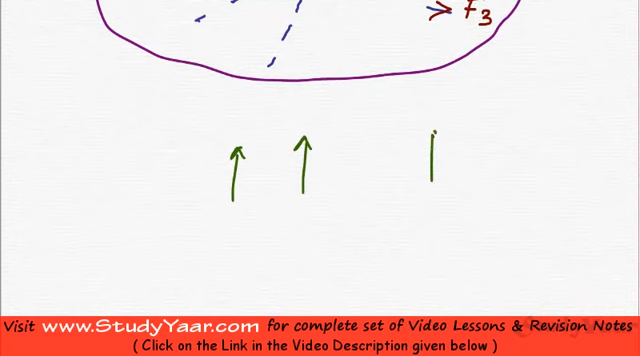 F3
Visit www.StudyYaar.com for complete set of Video Lessons & Revision Notes
( Click on the Link in the Video Description given below )